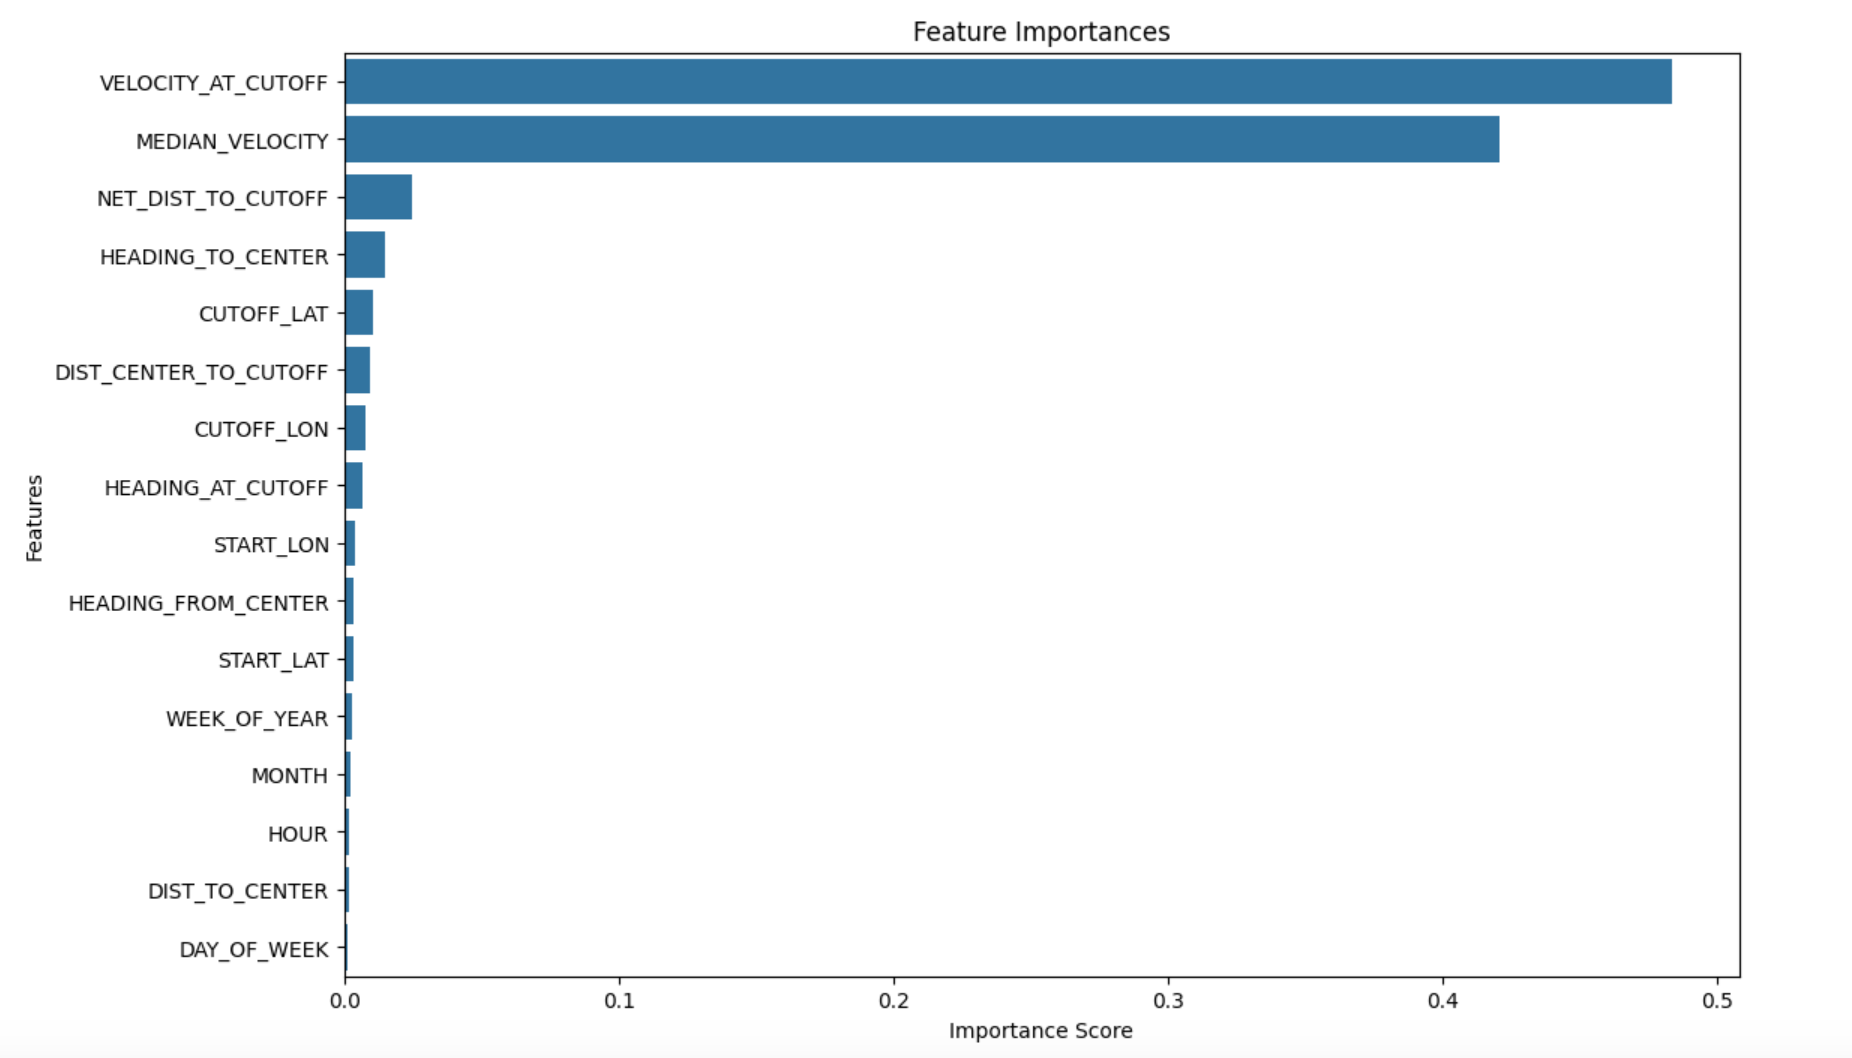 Feature Importances
VELOCITY_AT_CUTOFF
MEDIAN_VELOCITY
NET_DIST_TO_CUTOFF
HEADING_TO_CENTER
CUTOFF_LAT
DIST_CENTER_TO_CUTOFF
CUTOFF_LON
HEADING_AT_CUTOFF
START_LON
HEADING_FROM_CENTER
START_LAT
WEEK_OF_YEAR
MONTH
HOUR
DIST_TO_CENTER
DAY_OF_WEEK
Features
0.0 0.1 0.2 0.3 0.4 0.5
Importance Score